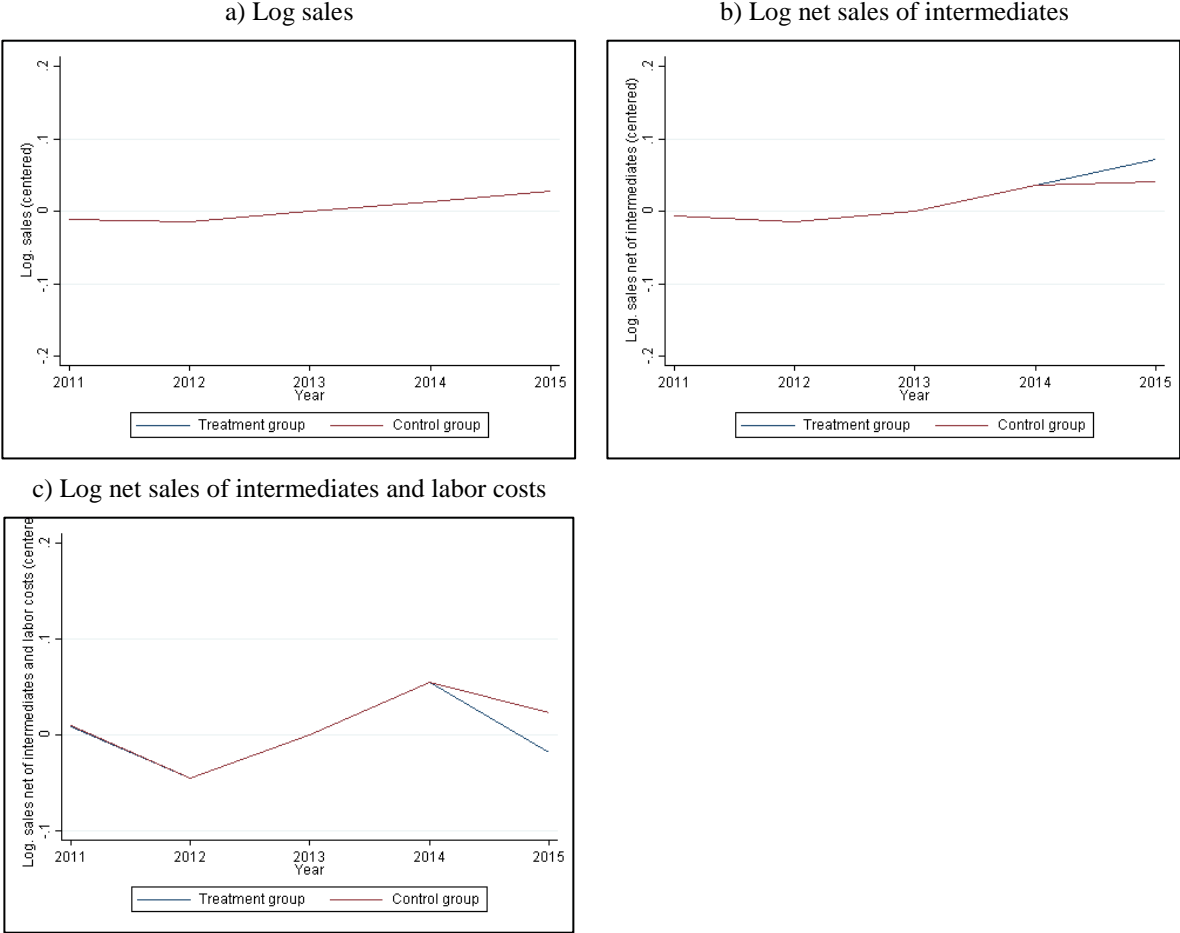 a) Log sales
b) Log net sales of intermediates
Log. sales (centered)
.2
.1
0
-.1
-.2
2011 2012 2013 2014 2015
Year
Treatment group Control group
Log. sales net of intermediates (centered)
.2
.1
0
-.1
-.2
2011 2012 2013 2014 2015
Year
Treatment group Control group
c) Log net sales of intermediates and labor costs
Log. sales net of intermediates and labor costs (centere
.2
.1
0
-.1
2011 2012 2013 2014 2015
Year
Treatment group Control group